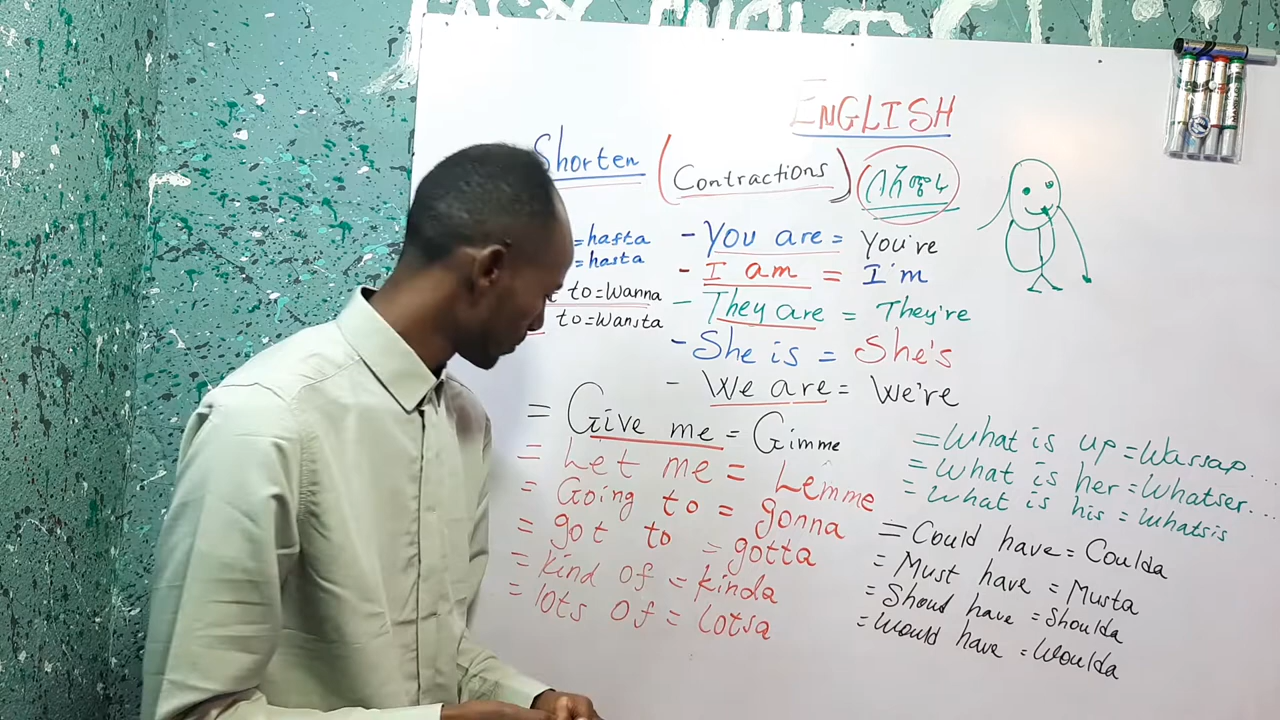 ENGLISH
Shorten (Contractions) ለአማራ
=hafta
=hasta
to=Wanna
to=Wansta
- You are = You're
- I am = I'm
- They are = They're
- She is = She's
- We are = We're
= Give me = Gimme
= Let me = Lemme
= Going to = gonna
= got to = gotta
= kind of = kinda
= lots of = Lotsa
= What is up = Wassap....
= What is her = Whatser...
= What is his = Whatsis
= Could have = Coulda
= Must have = Musta
= Shoud have = Shoulda
= Would have = Woulda